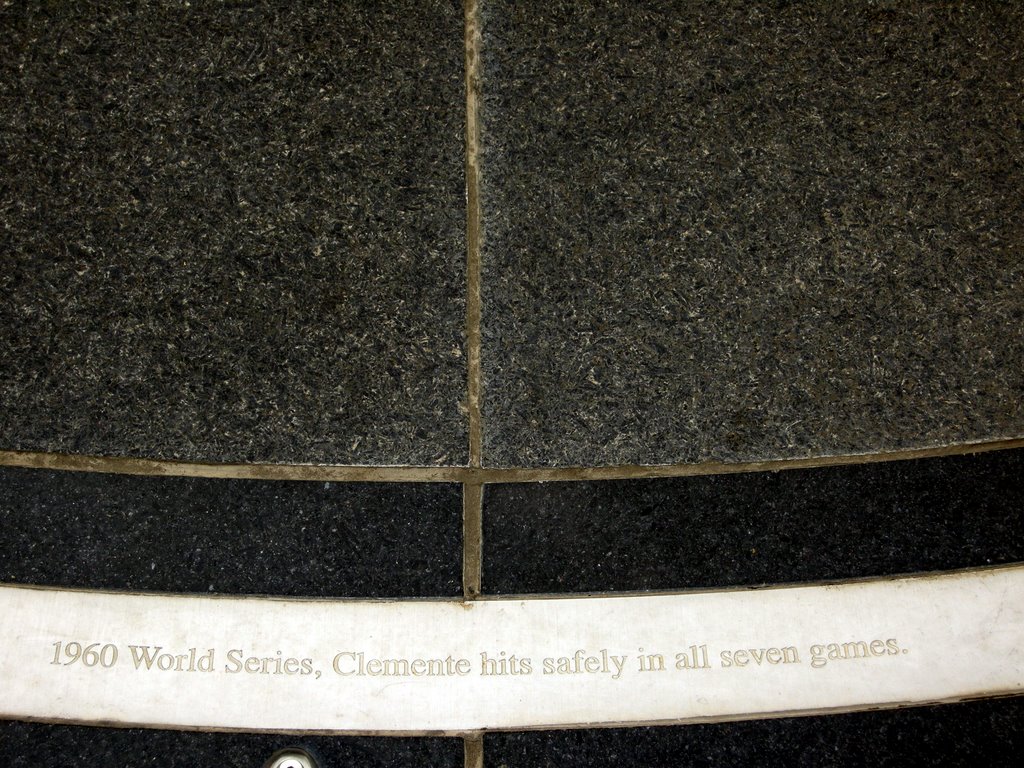 1960 World Series, Clemente hits safely in all seven games.